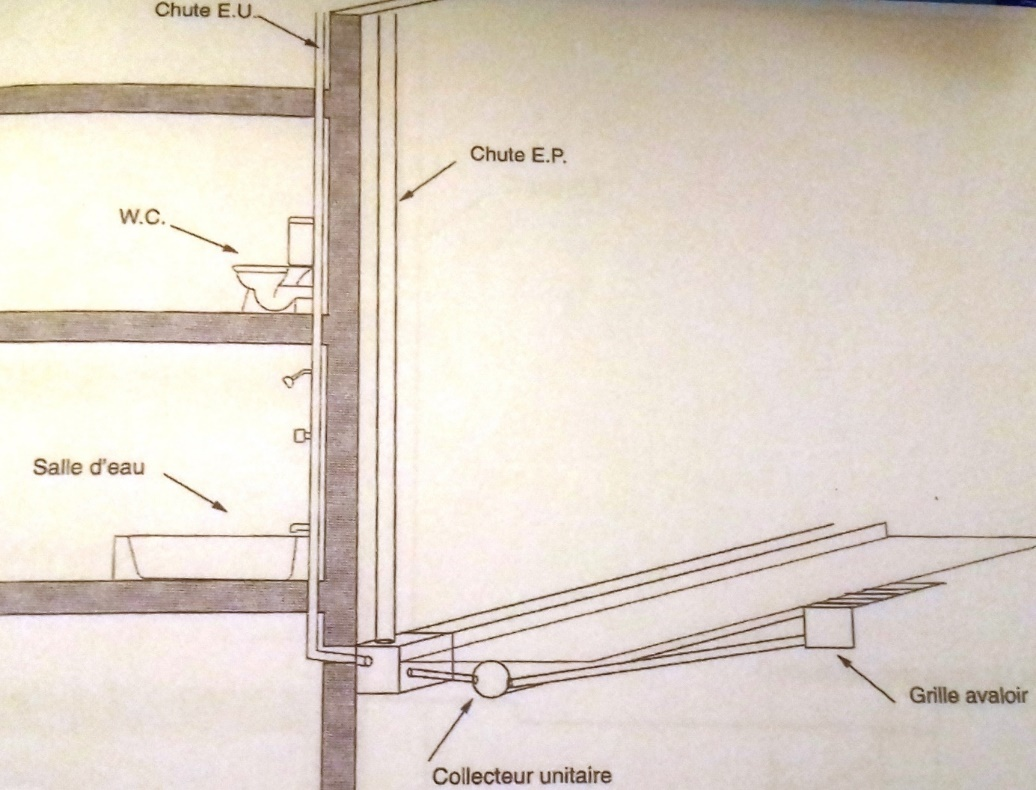 Chute E.U.
Chute E.P.
W.C.
Salle d'eau
Grille avaloir
Collecteur unitaire